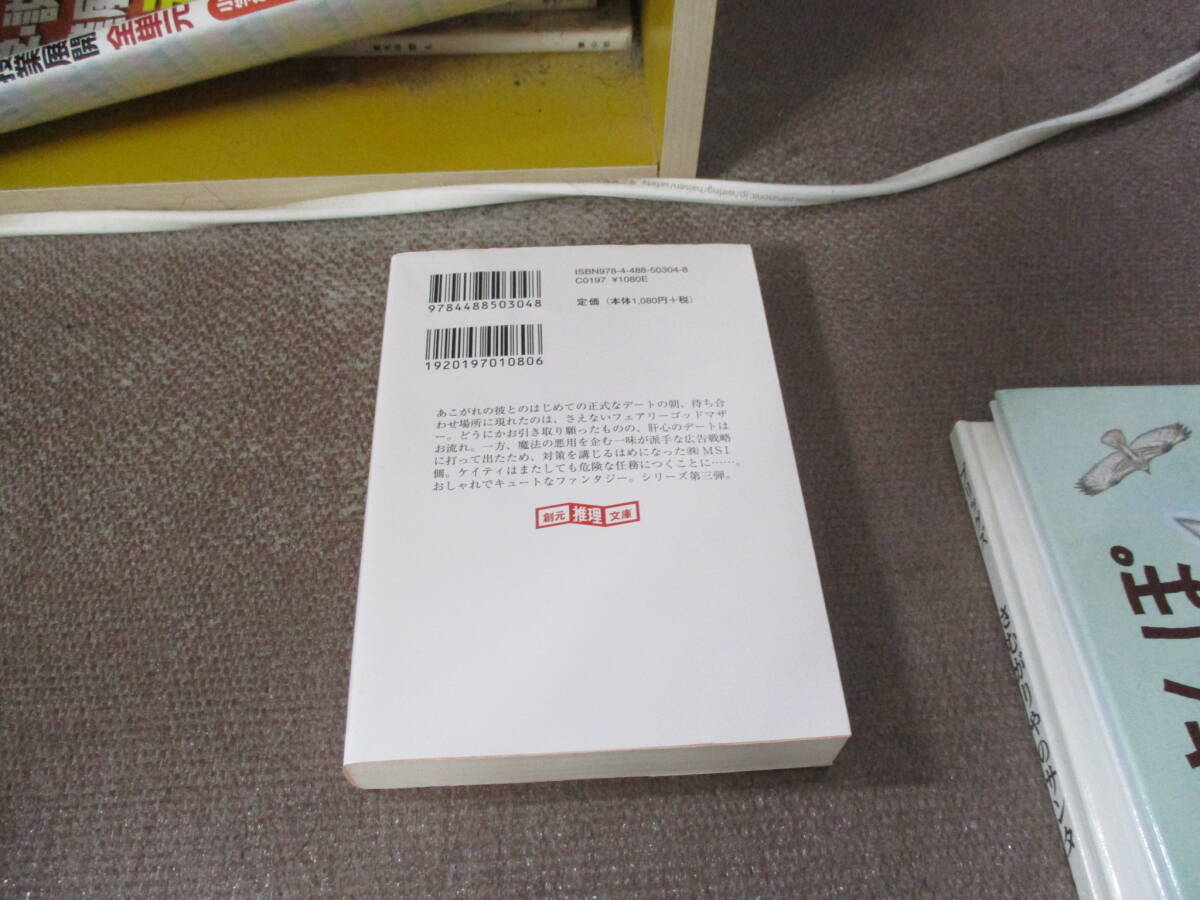 業展開 全単元
panasonic.jp/wiring/hansen/safety
ISBN978-4-488-50304-8
C0197 ¥1080E
定価（本体1,080円+税）
9784488503048
1920197010806
あこがれの彼とのはじめての正式なデートの朝、待ち合
わせ場所に現れたのは、さえないフェアリーゴッドマザ
ー。どうにかお引き取り願ったものの、肝心のデートは
お流れ。一方、魔法の悪用を企む一味が派手な広告戦略
に打って出たため、対策を講じるはめになった㈱MSI
側。ケイティはまたしても危険な任務につくことに……。
おしゃれでキュートなファンタジー。シリーズ第三弾。
創元 推理 文庫